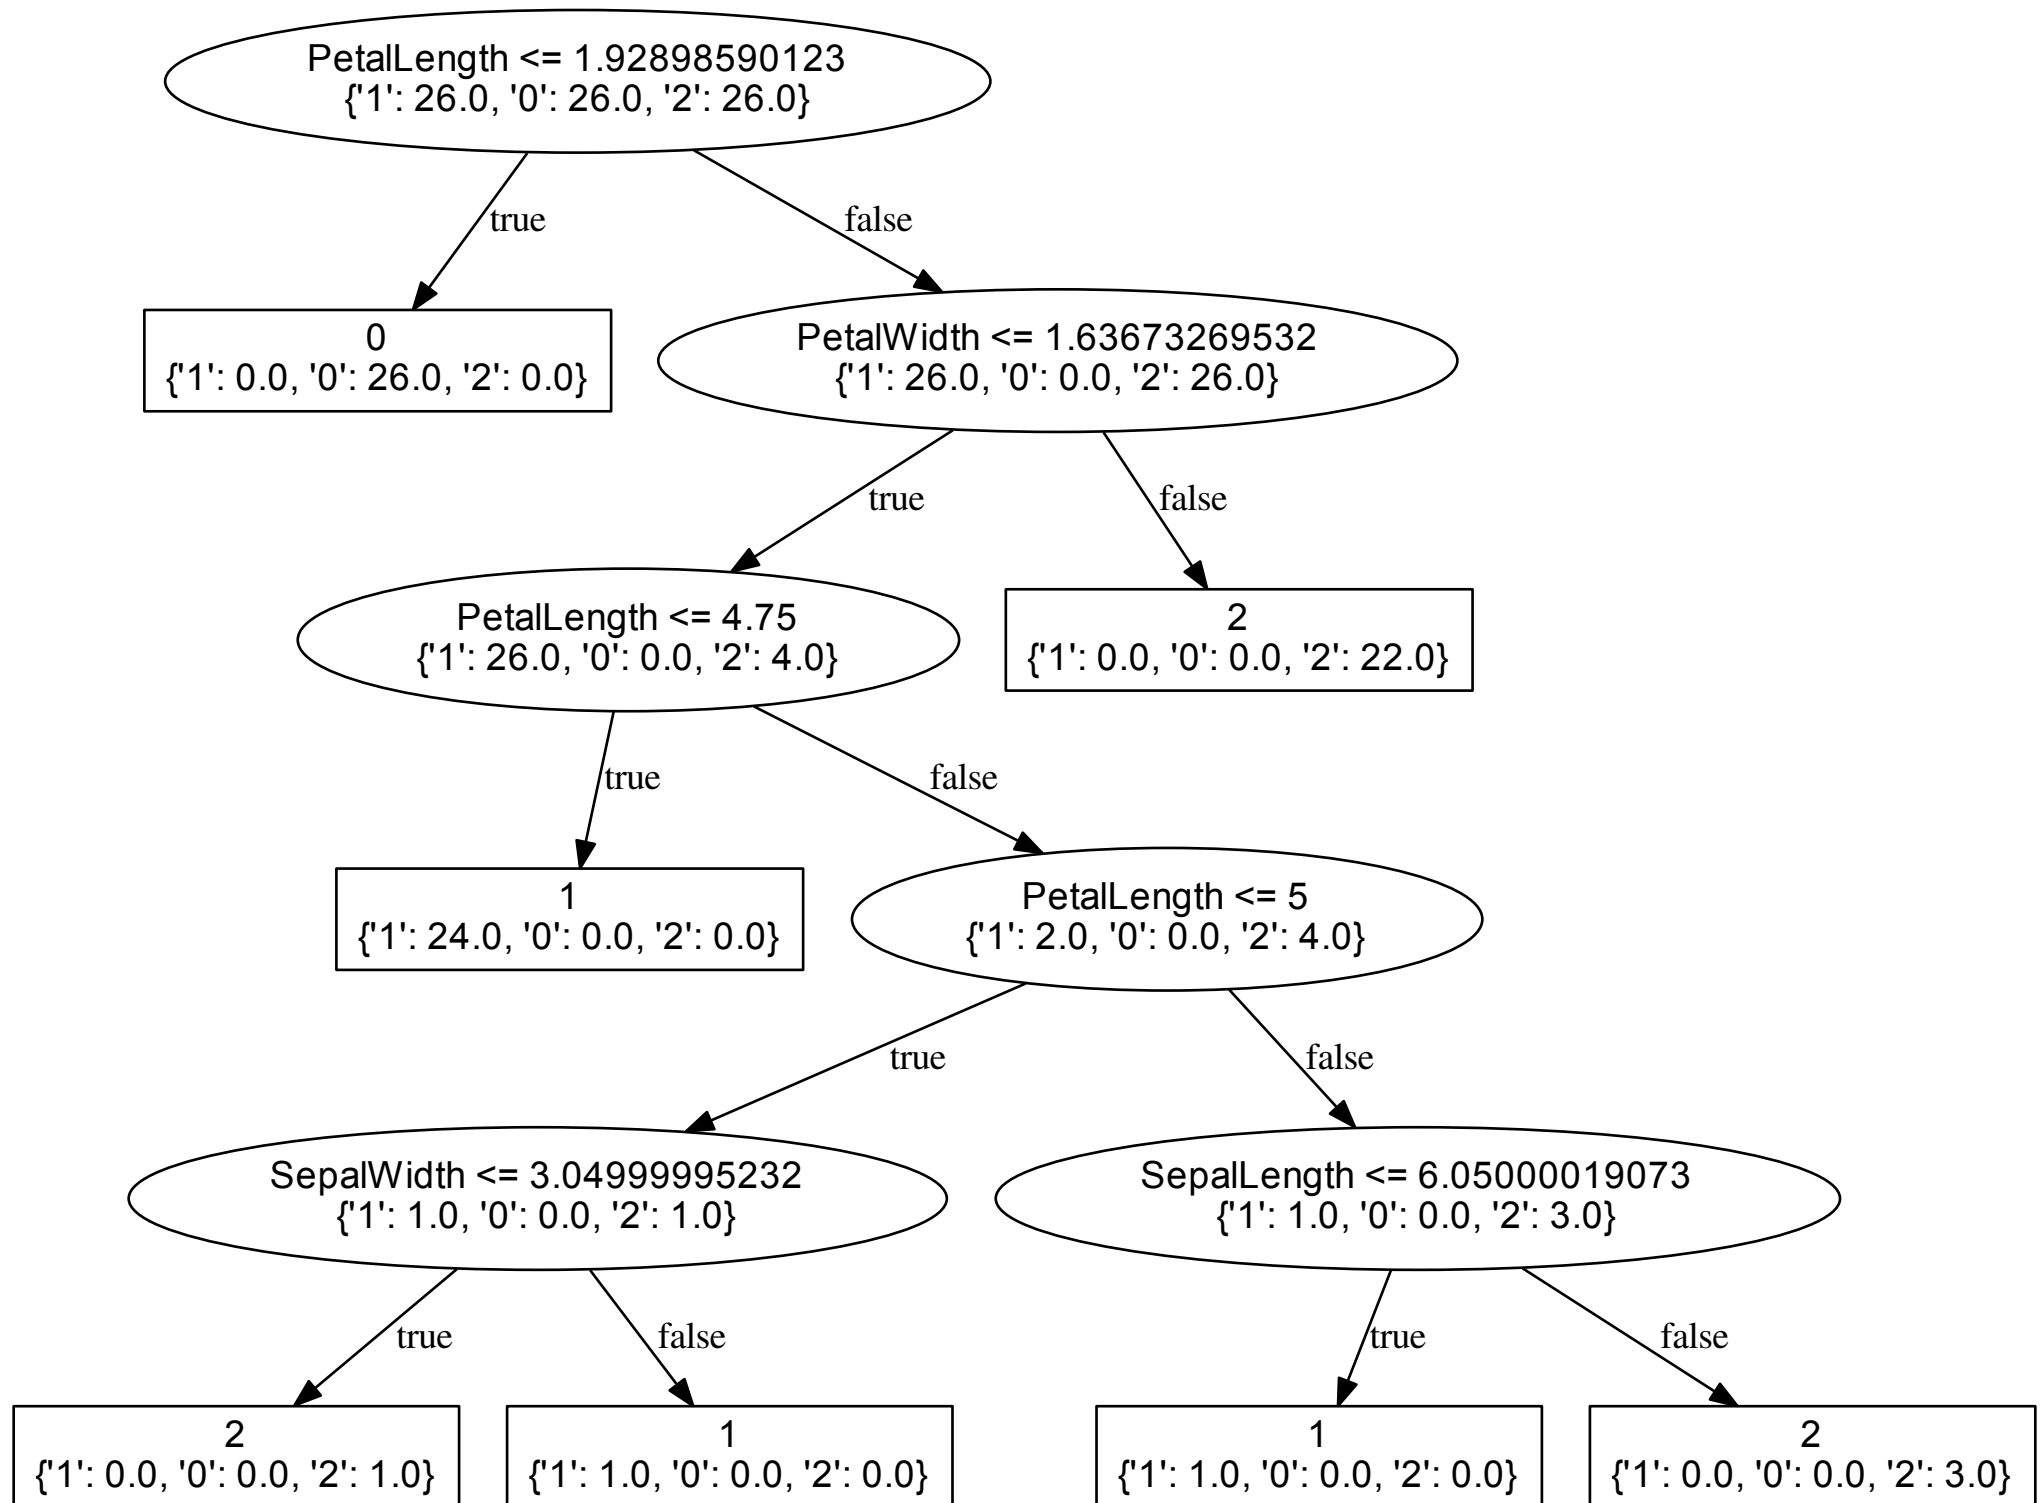 PetalLength <= 1.92898590123
{'1': 26.0, '0': 26.0, '2': 26.0}
true
false
0
{'1': 0.0, '0': 26.0, '2': 0.0}
PetalWidth <= 1.63673269532
{'1': 26.0, '0': 0.0, '2': 26.0}
true
false
PetalLength <= 4.75
{'1': 26.0, '0': 0.0, '2': 4.0}
2
{'1': 0.0, '0': 0.0, '2': 22.0}
true
false
1
{'1': 24.0, '0': 0.0, '2': 0.0}
PetalLength <= 5
{'1': 2.0, '0': 0.0, '2': 4.0}
true
false
SepalWidth <= 3.04999995232
{'1': 1.0, '0': 0.0, '2': 1.0}
SepalLength <= 6.05000019073
{'1': 1.0, '0': 0.0, '2': 3.0}
true
false
true
false
2
{'1': 0.0, '0': 0.0, '2': 1.0}
1
{'1': 1.0, '0': 0.0, '2': 0.0}
1
{'1': 1.0, '0': 0.0, '2': 0.0}
2
{'1': 0.0, '0': 0.0, '2': 3.0}